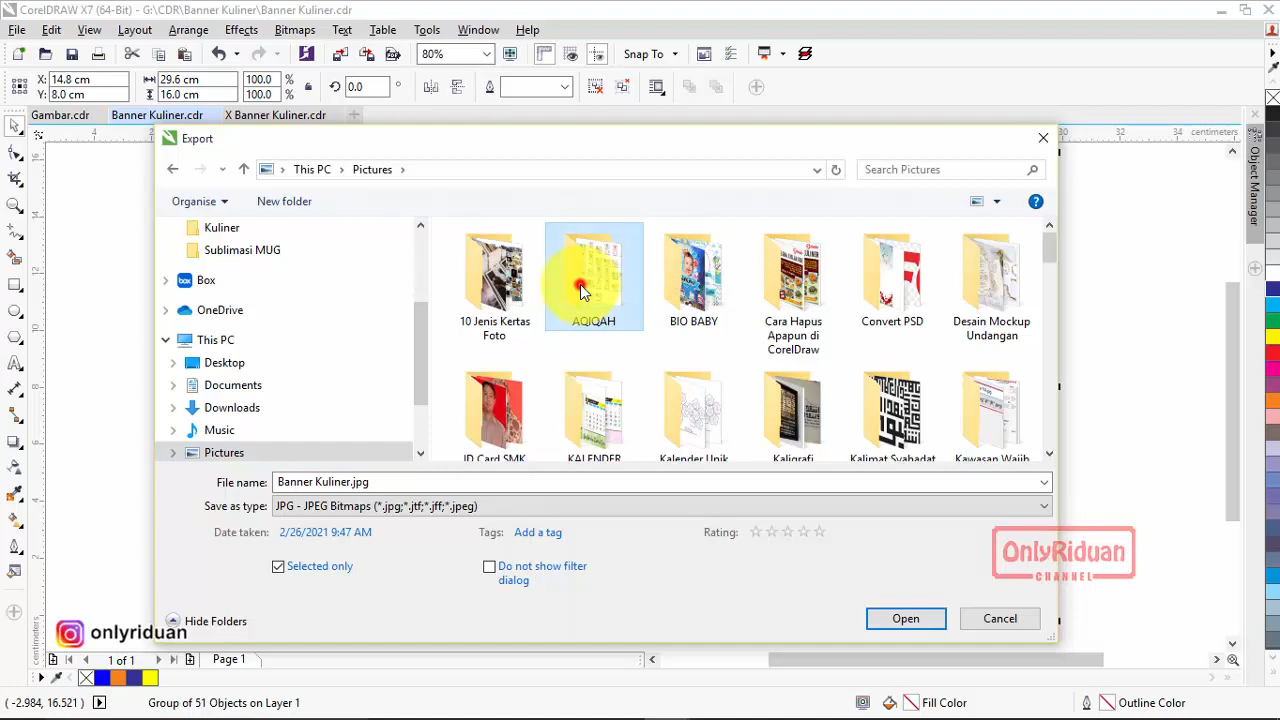 CorelDRAW X7 (64-Bit) - G:\CDR\Banner Kuliner\Banner Kuliner.cdr
File Edit View Layout Arrange Effects Bitmaps Text Table Tools Window Help
80% Snap To
X: 14.8 cm 29.6 cm 100.0 % 0.0 °
Y: 8.0 cm 16.0 cm 100.0 %
Gambar.cdr Banner Kuliner.cdr X Banner Kuliner.cdr
4 30 32 34 centimeters
Export
This PC Pictures Search Pictures
Organise New folder
Kuliner
Sublimasi MUG
Box
OneDrive
This PC
Desktop
Documents
Downloads
Music
Pictures
10 Jenis Kertas Foto
AQIQAH
BIO BABY
Cara Hapus Apapun di CorelDraw
Convert PSD
Desain Mockup Undangan
ID Card SMK
KALENDER
Kalender Unik
Kaligrafi
Kalimat Syahadat
Kawasan Wajib
File name: Banner Kuliner.jpg
Save as type: JPG - JPEG Bitmaps (*.jpg;*.jtf;*.jff;*.jpeg)
Date taken: 2/26/2021 9:47 AM Tags: Add a tag Rating:
Selected only
Do not show filter dialog
Hide Folders Open Cancel
Object Manager
OnlyRiduan
CHANNEL
onlyriduan
centimeters
1 of 1 Page 1
( -2.984, 16.521 ) Group of 51 Objects on Layer 1 Fill Color Outline Color